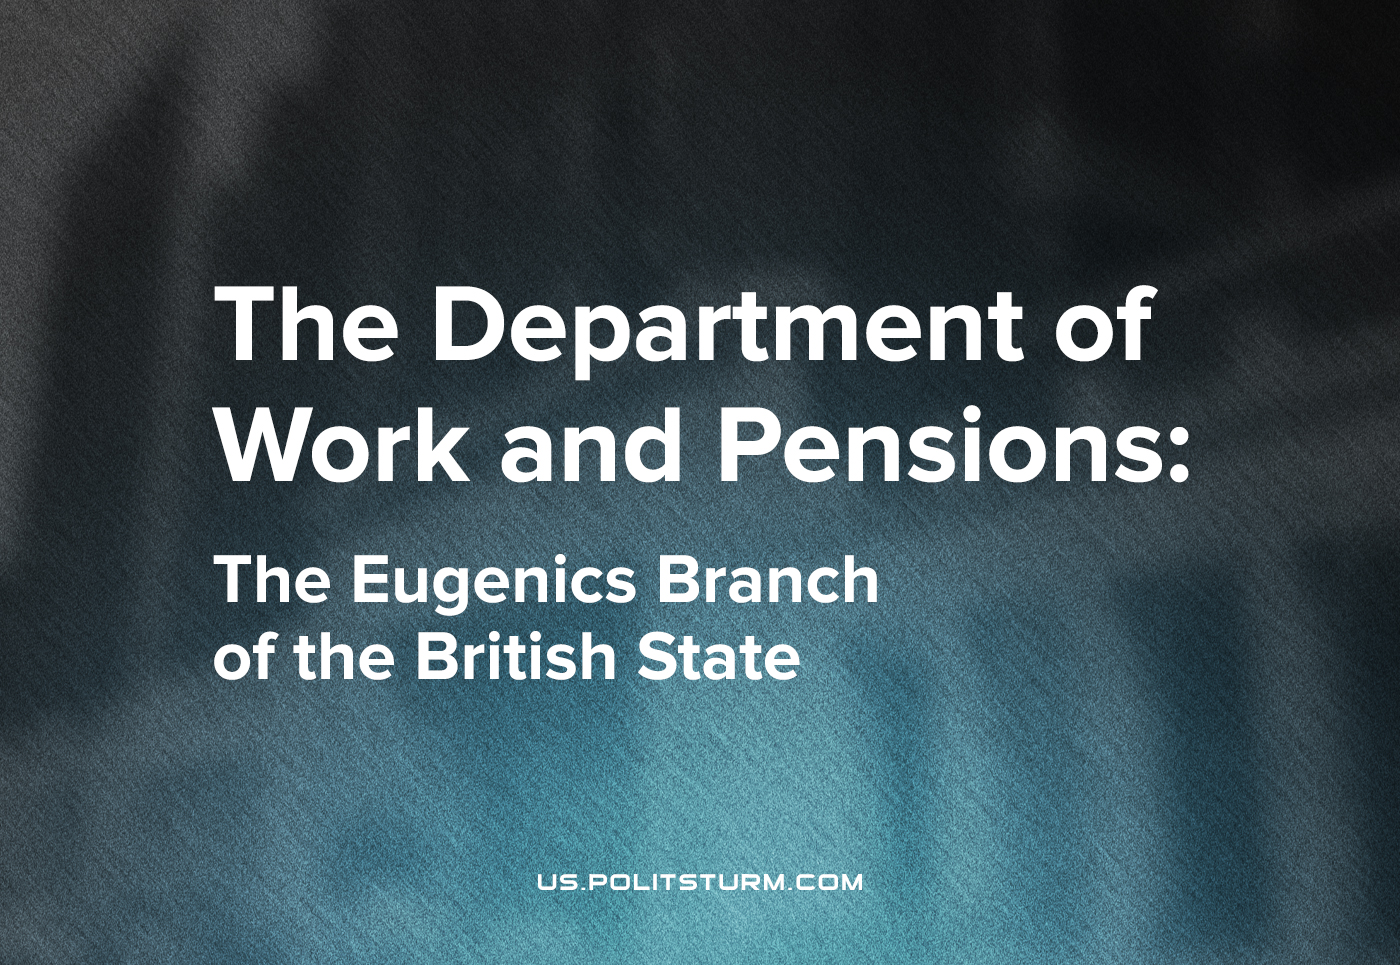 The Department of
Work and Pensions:
The Eugenics Branch
of the British State
US.POLITSTURM.COM